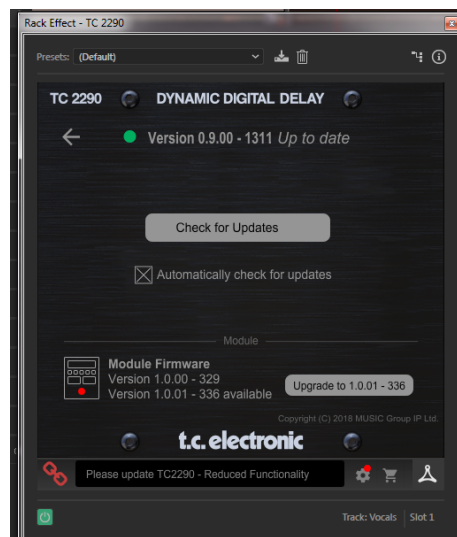 Rack Effect - TC 2290
Presets: (Default)
TC 2290 DYNAMIC DIGITAL DELAY
Version 0.9.00 - 1311 Up to date
Check for Updates
Automatically check for updates
Module
Module Firmware
Version 1.0.00 - 329
Version 1.0.01 - 336 available
Upgrade to 1.0.01 - 336
Copyright (C) 2018 MUSIC Group IP Ltd.
t.c. electronic
Please update TC2290 - Reduced Functionality
Track: Vocals Slot 1